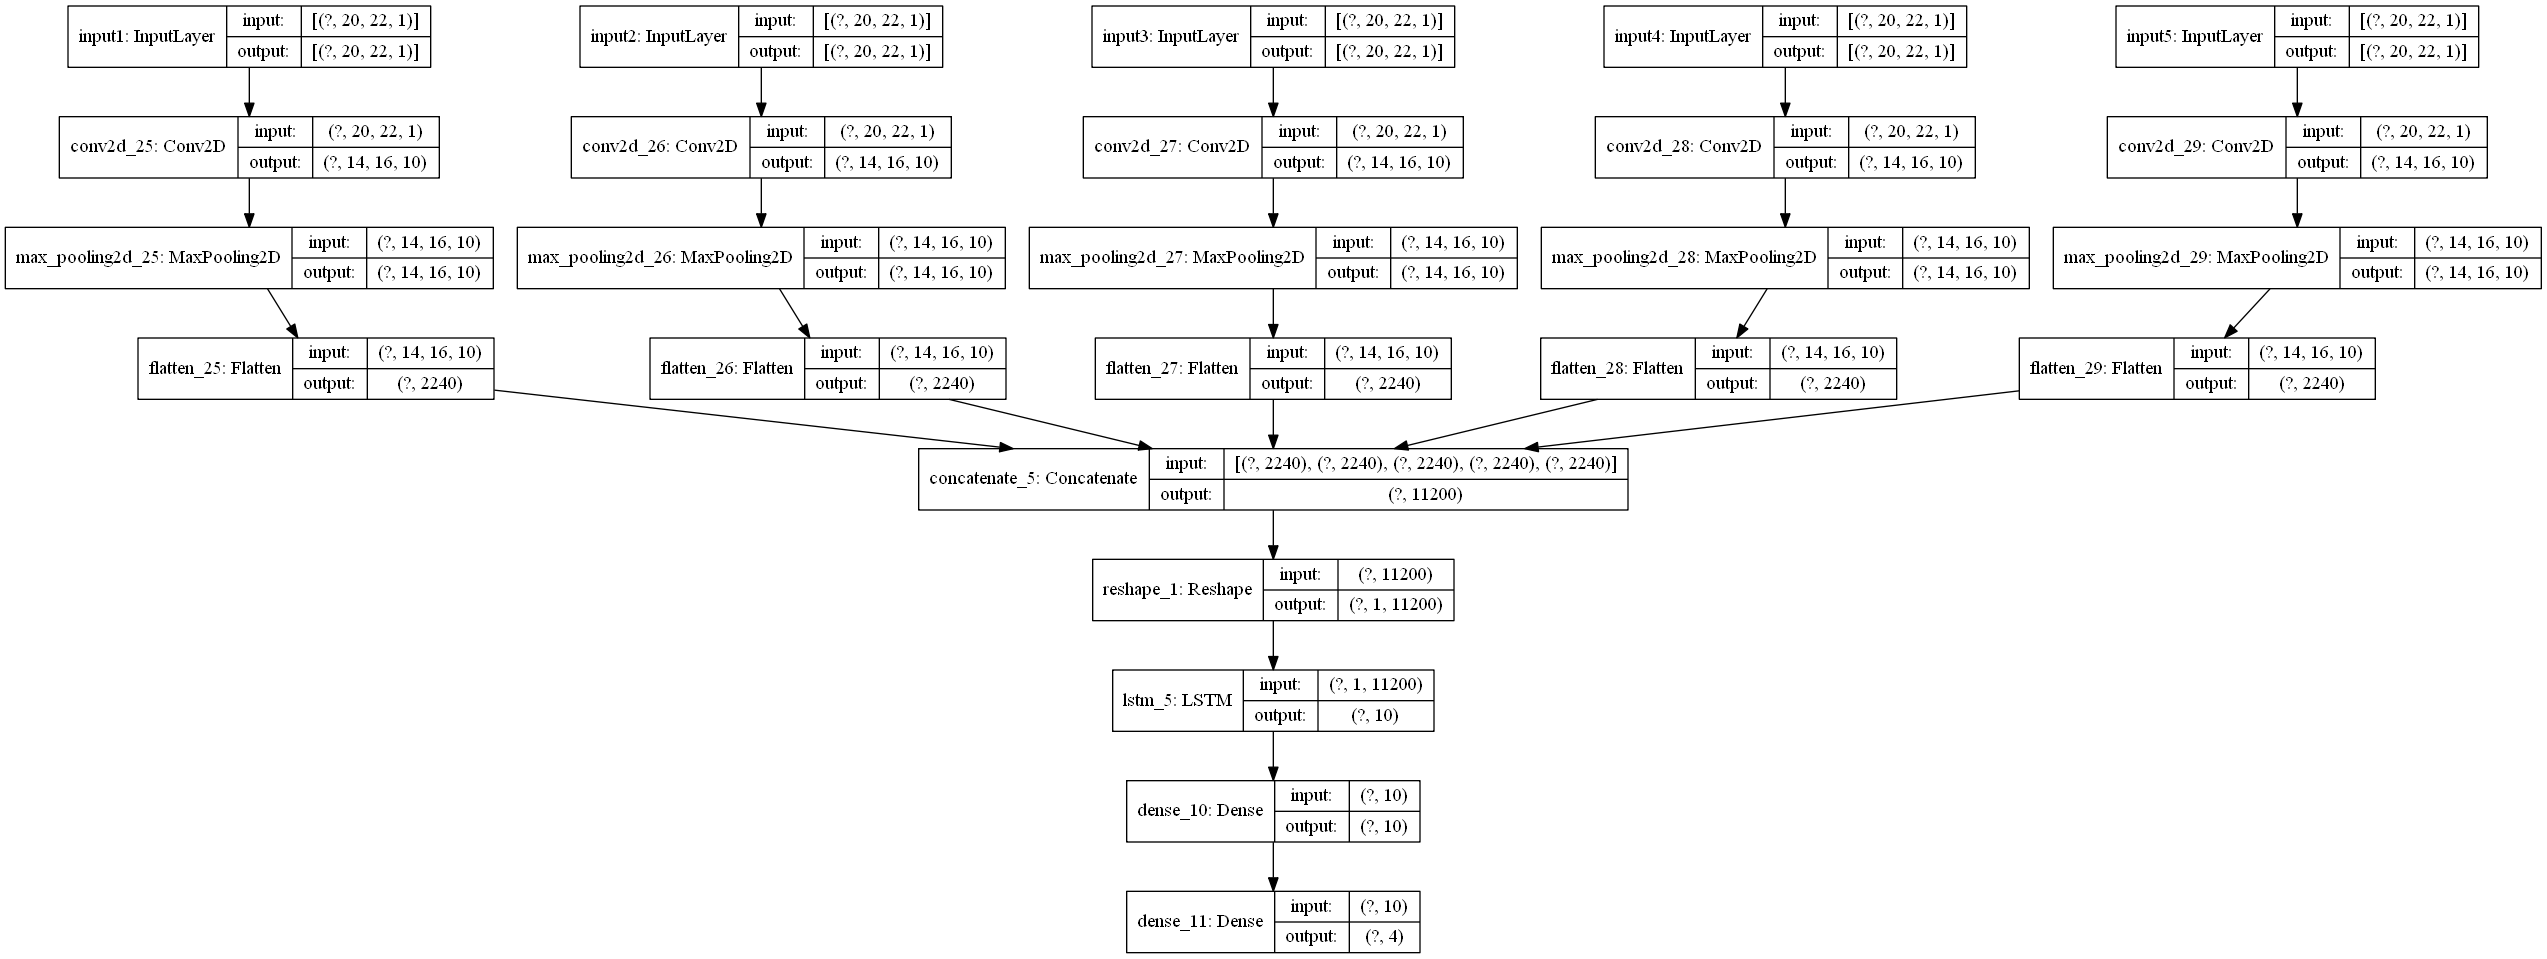 input1: InputLayer
input: [(?, 20, 22, 1)]
output: [(?, 20, 22, 1)]
input2: InputLayer
input: [(?, 20, 22, 1)]
output: [(?, 20, 22, 1)]
input3: InputLayer
input: [(?, 20, 22, 1)]
output: [(?, 20, 22, 1)]
input4: InputLayer
input: [(?, 20, 22, 1)]
output: [(?, 20, 22, 1)]
input5: InputLayer
input: [(?, 20, 22, 1)]
output: [(?, 20, 22, 1)]
conv2d_25: Conv2D
input: (?, 20, 22, 1)
output: (?, 14, 16, 10)
conv2d_26: Conv2D
input: (?, 20, 22, 1)
output: (?, 14, 16, 10)
conv2d_27: Conv2D
input: (?, 20, 22, 1)
output: (?, 14, 16, 10)
conv2d_28: Conv2D
input: (?, 20, 22, 1)
output: (?, 14, 16, 10)
conv2d_29: Conv2D
input: (?, 20, 22, 1)
output: (?, 14, 16, 10)
max_pooling2d_25: MaxPooling2D
input: (?, 14, 16, 10)
output: (?, 14, 16, 10)
max_pooling2d_26: MaxPooling2D
input: (?, 14, 16, 10)
output: (?, 14, 16, 10)
max_pooling2d_27: MaxPooling2D
input: (?, 14, 16, 10)
output: (?, 14, 16, 10)
max_pooling2d_28: MaxPooling2D
input: (?, 14, 16, 10)
output: (?, 14, 16, 10)
max_pooling2d_29: MaxPooling2D
input: (?, 14, 16, 10)
output: (?, 14, 16, 10)
flatten_25: Flatten
input: (?, 14, 16, 10)
output: (?, 2240)
flatten_26: Flatten
input: (?, 14, 16, 10)
output: (?, 2240)
flatten_27: Flatten
input: (?, 14, 16, 10)
output: (?, 2240)
flatten_28: Flatten
input: (?, 14, 16, 10)
output: (?, 2240)
flatten_29: Flatten
input: (?, 14, 16, 10)
output: (?, 2240)
concatenate_5: Concatenate
input: [(?, 2240), (?, 2240), (?, 2240), (?, 2240), (?, 2240)]
output: (?, 11200)
reshape_1: Reshape
input: (?, 11200)
output: (?, 1, 11200)
lstm_5: LSTM
input: (?, 1, 11200)
output: (?, 10)
dense_10: Dense
input: (?, 10)
output: (?, 10)
dense_11: Dense
input: (?, 10)
output: (?, 4)